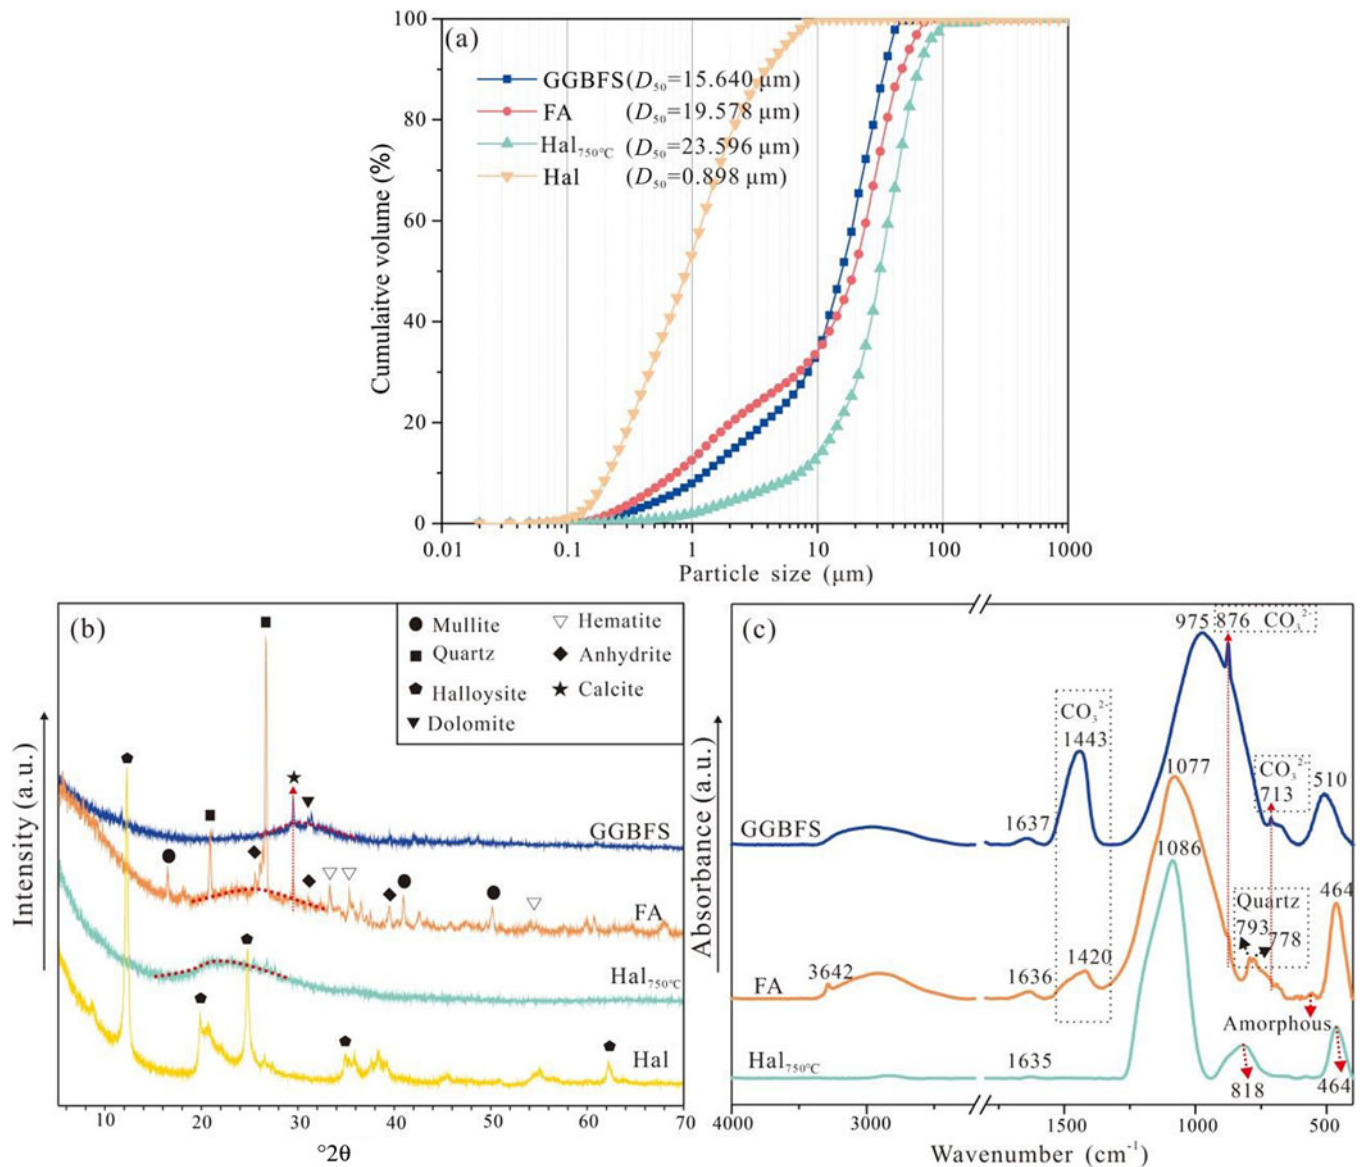 (a)
100
80
60
40
20
0
Cumulaitve volume (%)
GGBFS (D₅₀=15.640 μm)
FA (D₅₀=19.578 μm)
Hal₇₅₀℃ (D₅₀=23.596 μm)
Hal (D₅₀=0.898 μm)
0.01 0.1 1 10 100 1000
Particle size (μm)
(b)
Mullite
Quartz
Halloysite
Dolomite
Hematite
Anhydrite
Calcite
Intensity (a.u.)
GGBFS
FA
Hal₇₅₀℃
Hal
10 20 30 40 50 60 70
°2θ
(c)
975 876 CO₃²⁻
CO₃²⁻
1443
CO₃²⁻
713
510
1077
GGBFS
1637
1086
Quartz
793
778
464
3642
1636
1420
FA
Amorphous
1635
Hal₇₅₀℃
818
464
Absorbance (a.u.)
4000 3000 1500 1000 500
Wavenumber (cm⁻¹)